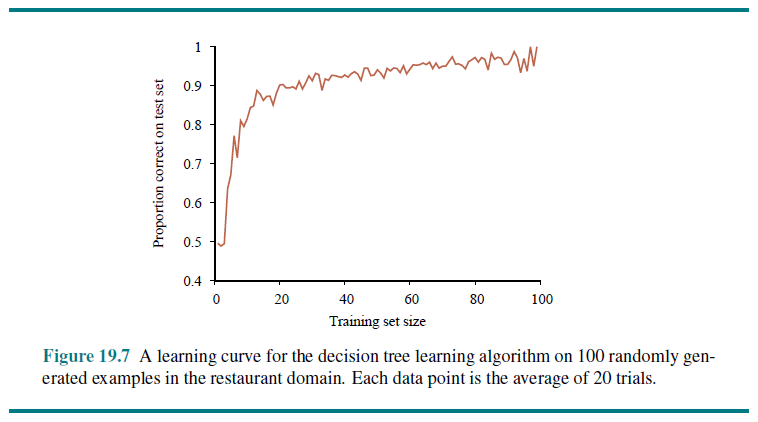 1
0.9
0.8
0.7
0.6
0.5
0.4
Proportion correct on test set
0 20 40 60 80 100
Training set size
Figure 19.7 A learning curve for the decision tree learning algorithm on 100 randomly gen-
erated examples in the restaurant domain. Each data point is the average of 20 trials.